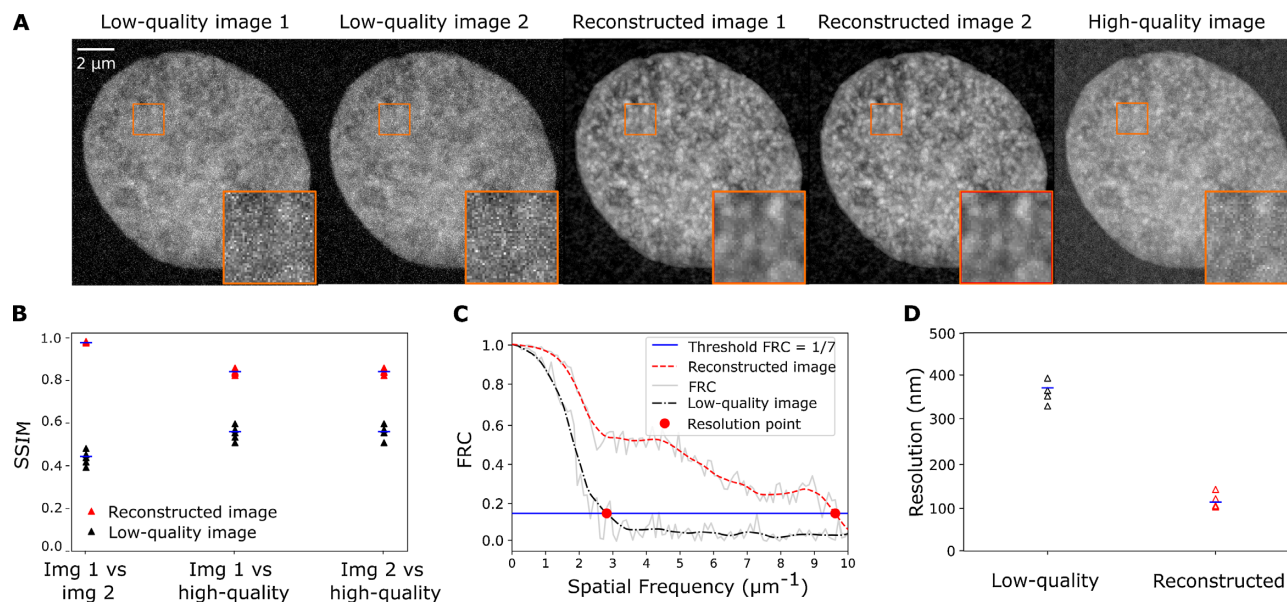 A
Low-quality image 1
Low-quality image 2
Reconstructed image 1
Reconstructed image 2
High-quality image
2 μm
B
SSIM
1.0
0.8
0.6
0.4
0.2
0.0
Reconstructed image
Low-quality image
Img 1 vs
img 2
Img 1 vs
high-quality
Img 2 vs
high-quality
C
FRC
1.0
0.8
0.6
0.4
0.2
0.0
Threshold FRC = 1/7
Reconstructed image
FRC
Low-quality image
Resolution point
0 1 2 3 4 5 6 7 8 9 10
Spatial Frequency (μm⁻¹)
D
Resolution (nm)
500
400
300
200
100
0
Low-quality
Reconstructed